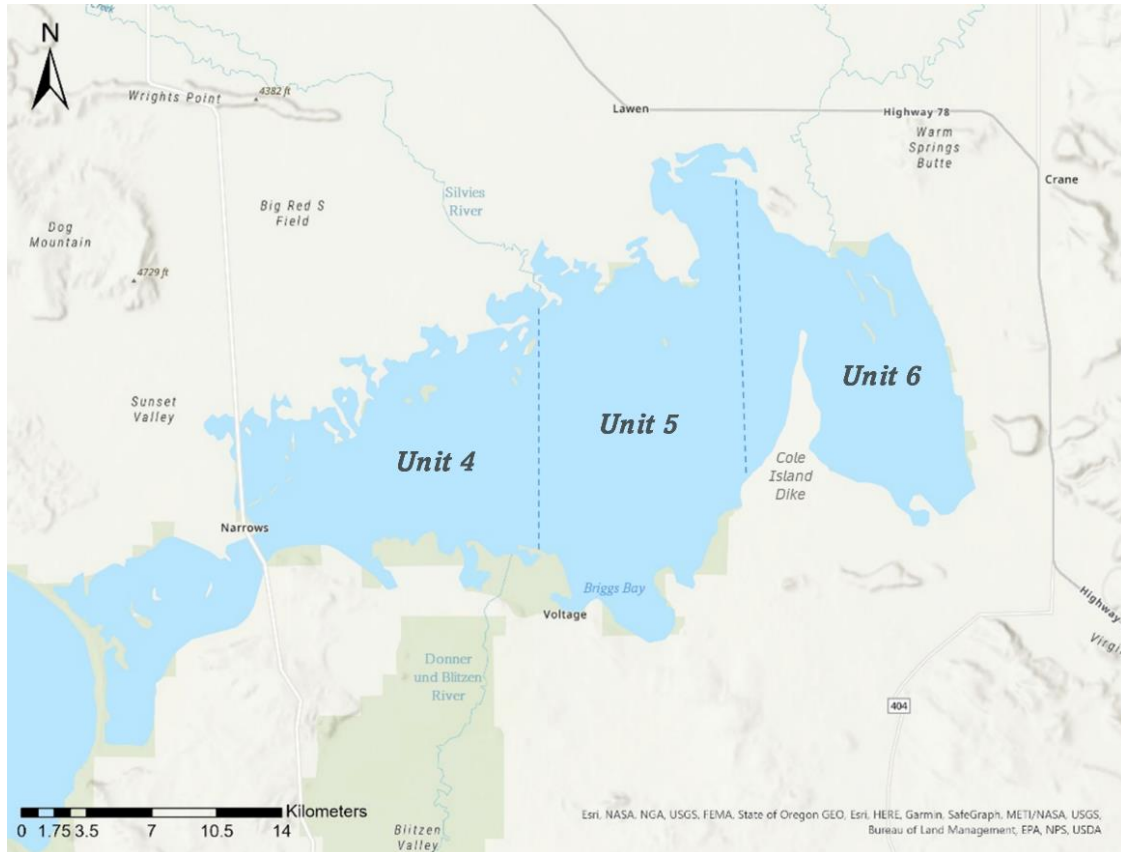 Creek
N
4382 ft
Wrights Point
Lawen
Highway 78
Warm
Springs
Butte
Crane
Silvies
River
Big Red S
Field
Dog
Mountain
4729 ft
Sunset
Valley
Unit 4
Unit 5
Unit 6
Cole
Island
Dike
Narrows
Briggs Bay
Voltage
Highway
Virgi
Donner
und Blitzen
River
404
Kilometers
0 1.75 3.5 7 10.5 14
Blitzen
Valley
Esri, NASA, NGA, USGS, FEMA, State of Oregon GEO, Esri, HERE, Garmin, SafeGraph, METI/NASA, USGS,
Bureau of Land Management, EPA, NPS, USDA